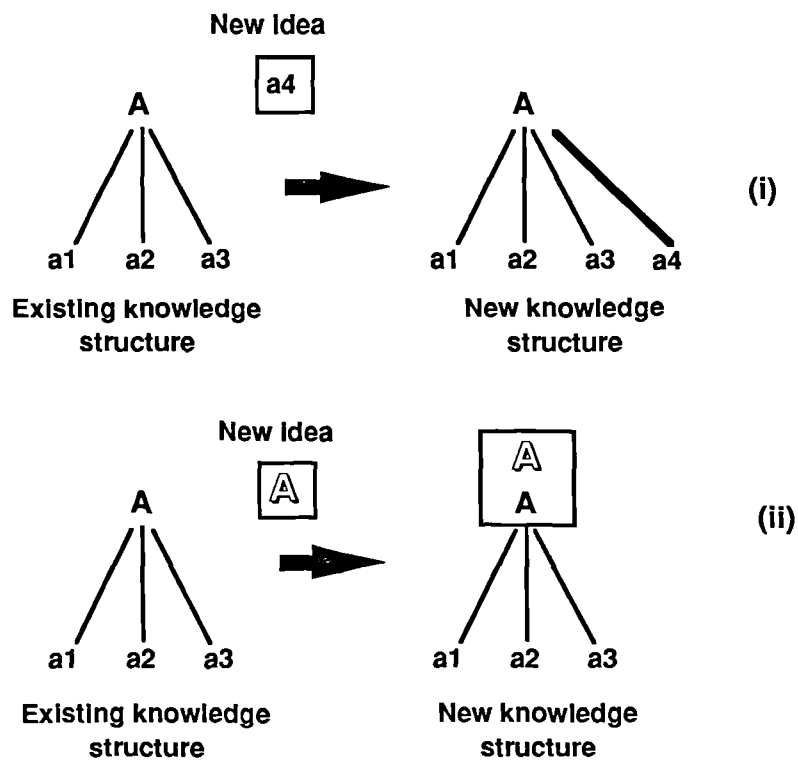 New idea
a4
A
A
(i)
a1 a2 a3
a1 a2 a3 a4
Existing knowledge
structure
New knowledge
structure
New idea
A
A
A
A
(ii)
a1 a2 a3
a1 a2 a3
Existing knowledge
structure
New knowledge
structure